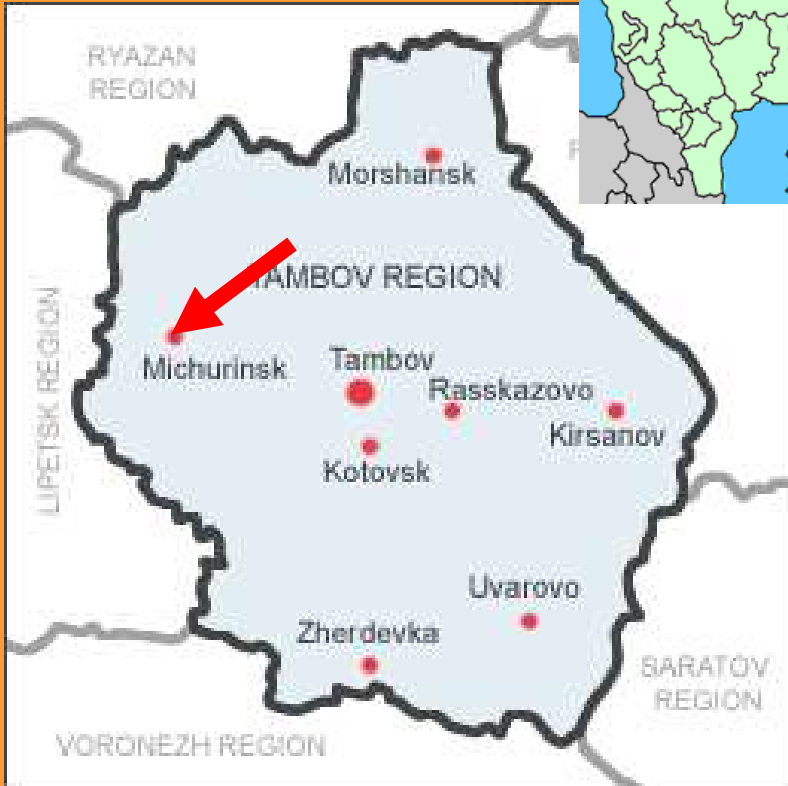 RYAZAN
REGION
Morshansk
TAMBOV REGION
LIPETSK REGION
Michurinsk
Tambov
Rasskazovo
Kirsanov
Kotovsk
Uvarovo
Zherdevka
SARATOV
REGION
VORONEZH REGION